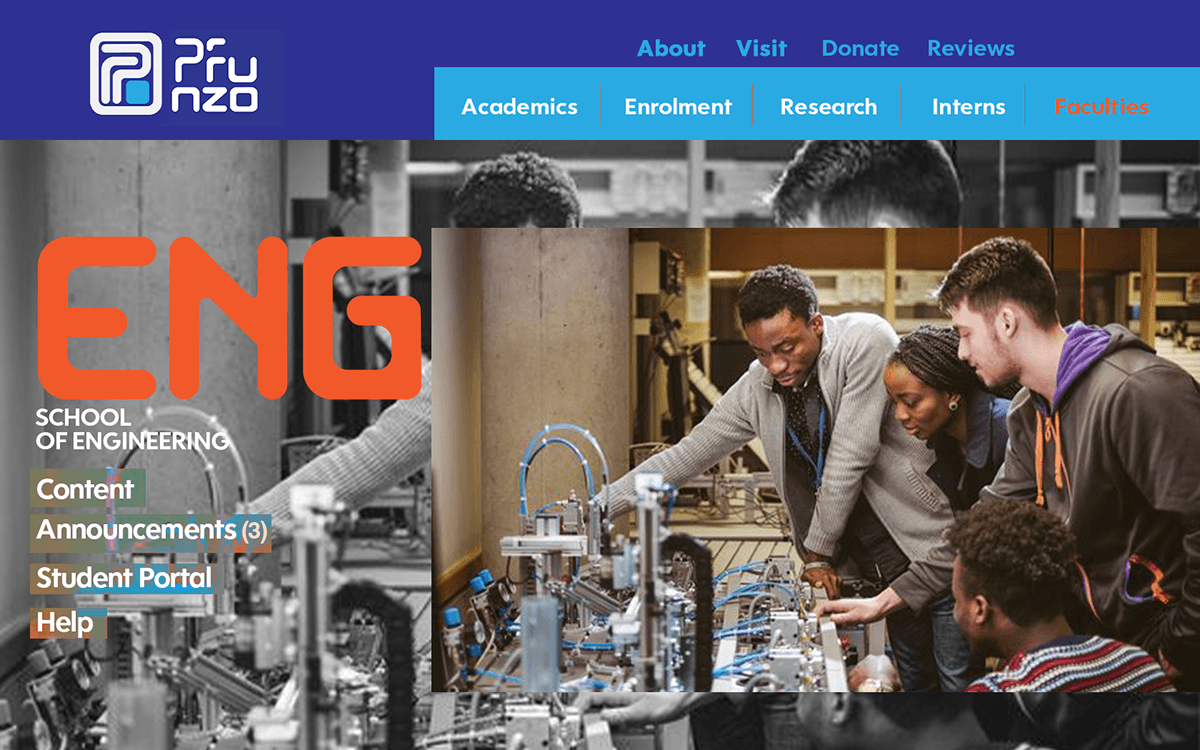 Pru
nzo
About Visit Donate Reviews
Academics Enrolment Research Interns Faculties
ENG
SCHOOL
OF ENGINEERING
Content
Announcements (3)
Student Portal
Help